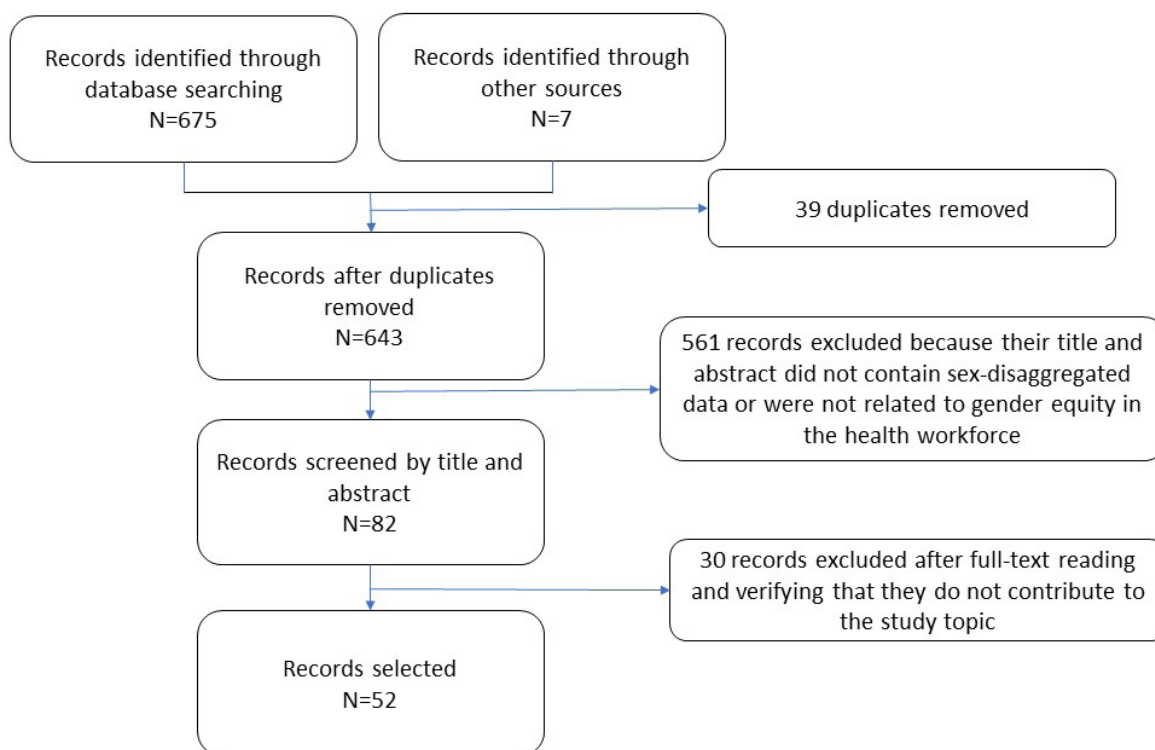 Records identified through
database searching
N=675
Records identified through
other sources
N=7
39 duplicates removed
Records after duplicates
removed
N=643
561 records excluded because their title and
abstract did not contain sex-disaggregated
data or were not related to gender equity in
the health workforce
Records screened by title and
abstract
N=82
30 records excluded after full-text reading
and verifying that they do not contribute to
the study topic
Records selected
N=52